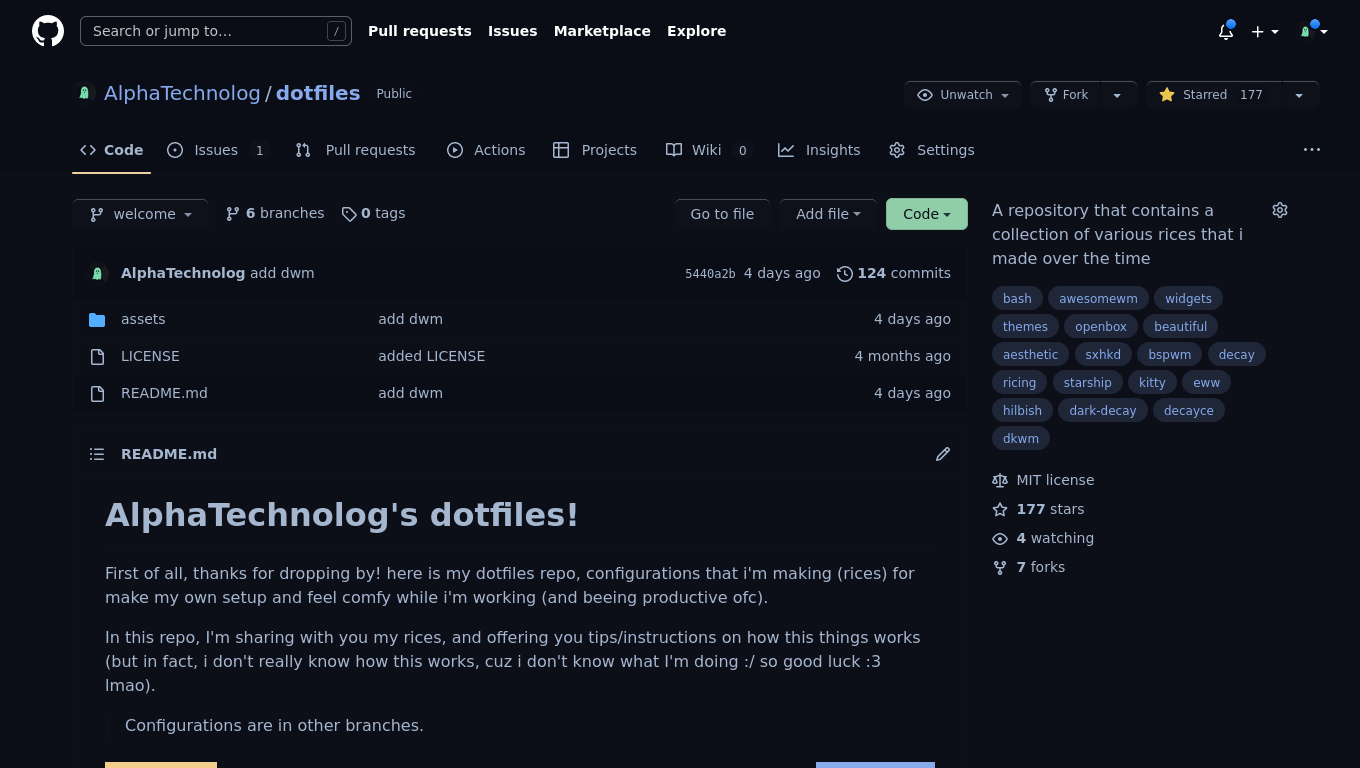 Search or jump to… /
Pull requests Issues Marketplace Explore
AlphaTechnolog / dotfiles Public
Unwatch Fork Starred 177
Code Issues 1 Pull requests Actions Projects Wiki 0 Insights Settings
welcome 6 branches 0 tags Go to file Add file Code
AlphaTechnolog add dwm 5440a2b 4 days ago 124 commits
assets add dwm 4 days ago
LICENSE added LICENSE 4 months ago
README.md add dwm 4 days ago
README.md
AlphaTechnolog's dotfiles!
First of all, thanks for dropping by! here is my dotfiles repo, configurations that i'm making (rices) for
make my own setup and feel comfy while i'm working (and beeing productive ofc).
In this repo, I'm sharing with you my rices, and offering you tips/instructions on how this things works
(but in fact, i don't really know how this works, cuz i don't know what I'm doing :/ so good luck :3
lmao).
Configurations are in other branches.
A repository that contains a
collection of various rices that i
made over the time
bash awesomewm widgets
themes openbox beautiful
aesthetic sxhkd bspwm decay
ricing starship kitty eww
hilbish dark-decay decayce
dkwm
MIT license
177 stars
4 watching
7 forks